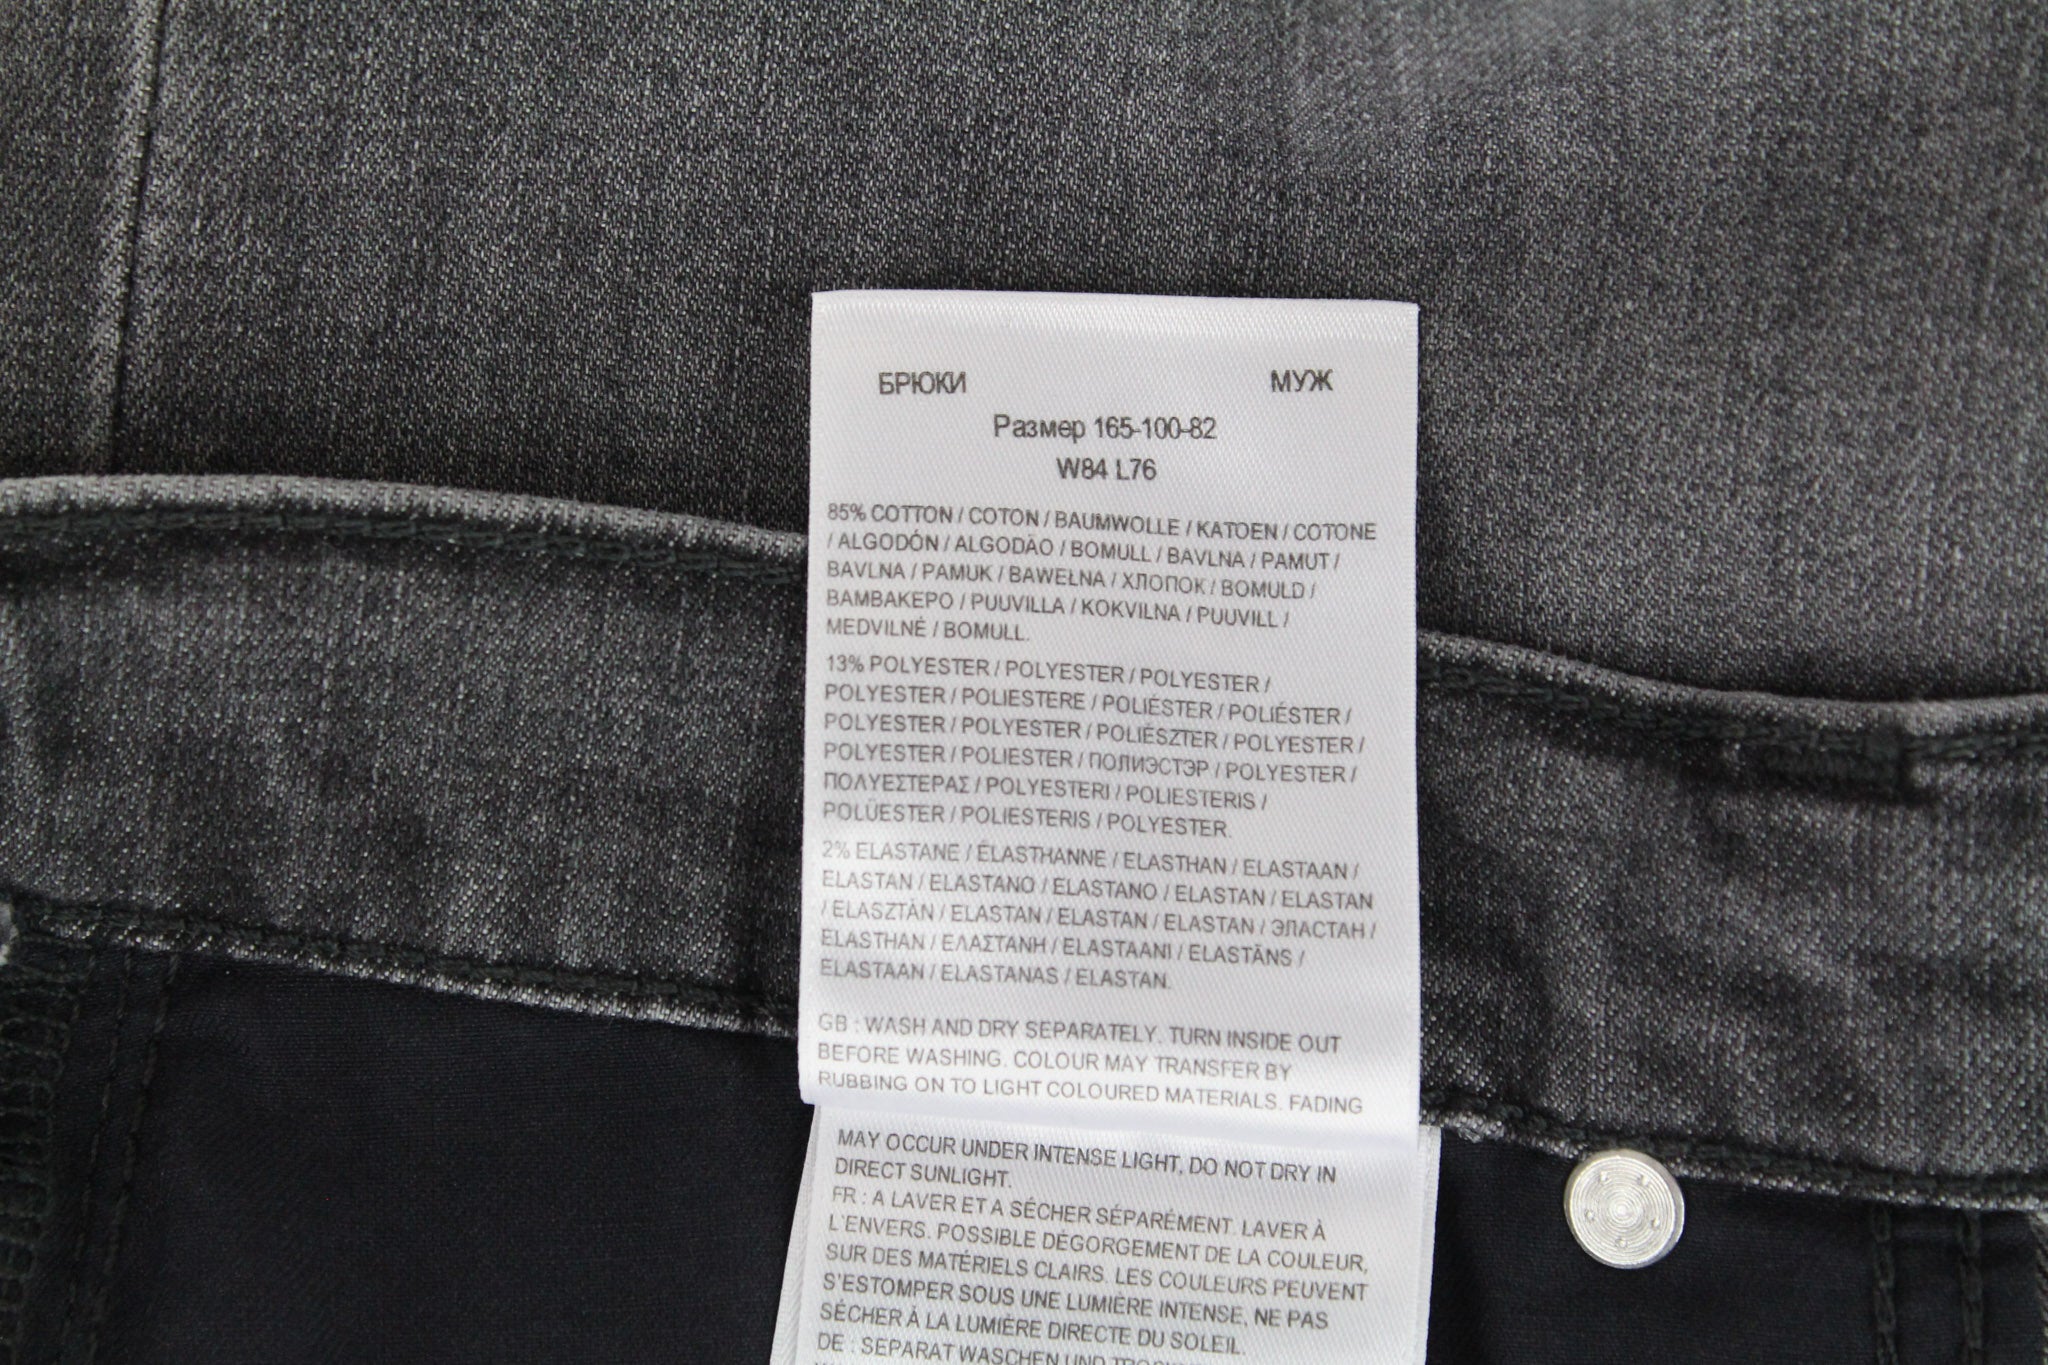 БРЮКИ МУЖ
Размер 165-100-82
W84 L76
85% COTTON / COTON / BAUMWOLLE / KATOEN / COTONE
/ ALGODÓN / ALGODÃO / BOMULL / BAVLNA / PAMUT /
BAVLNA / PAMUK / BAWEŁNA / ХЛОПОК / BOMULD /
BAMBAKEPO / PUUVILLA / KOKVILNA / PUUVILL /
MEDVILNĖ / BOMULL.
13% POLYESTER / POLYESTER / POLYESTER /
POLYESTER / POLIESTERE / POLIÉSTER / POLIÉSTER /
POLYESTER / POLYESTER / POLIÉSZTER / POLYESTER /
POLYESTER / POLIESTER / ПОЛИЭСТЭР / POLYESTER /
ΠΟΛΥΕΣΤΕΡΑΣ / POLYESTERI / POLIESTERIS /
POLÜESTER / POLIESTERIS / POLYESTER.
2% ELASTANE / ÉLASTHANNE / ELASTHAN / ELASTAAN /
ELASTAN / ELASTANO / ELASTANO / ELASTAN / ELASTAN
/ ELASZTÁN / ELASTAN / ELASTAN / ELASTAN / ЭЛАСТАН /
ELASTHAN / ΕΛΑΣΤΑΝΗ / ELASTAANI / ELASTĀNS /
ELASTAAN / ELASTANAS / ELASTAN.
GB : WASH AND DRY SEPARATELY. TURN INSIDE OUT
BEFORE WASHING. COLOUR MAY TRANSFER BY
RUBBING ON TO LIGHT COLOURED MATERIALS. FADING
MAY OCCUR UNDER INTENSE LIGHT, DO NOT DRY IN
DIRECT SUNLIGHT.
FR : A LAVER ET A SÉCHER SÉPARÉMENT. LAVER À
L'ENVERS. POSSIBLE DÉGORGEMENT DE LA COULEUR,
SUR DES MATÉRIELS CLAIRS. LES COULEURS PEUVENT
S'ESTOMPER SOUS UNE LUMIÈRE INTENSE, NE PAS
SÉCHER À LA LUMIÈRE DIRECTE DU SOLEIL.
DE : SEPARAT WASCHEN UND